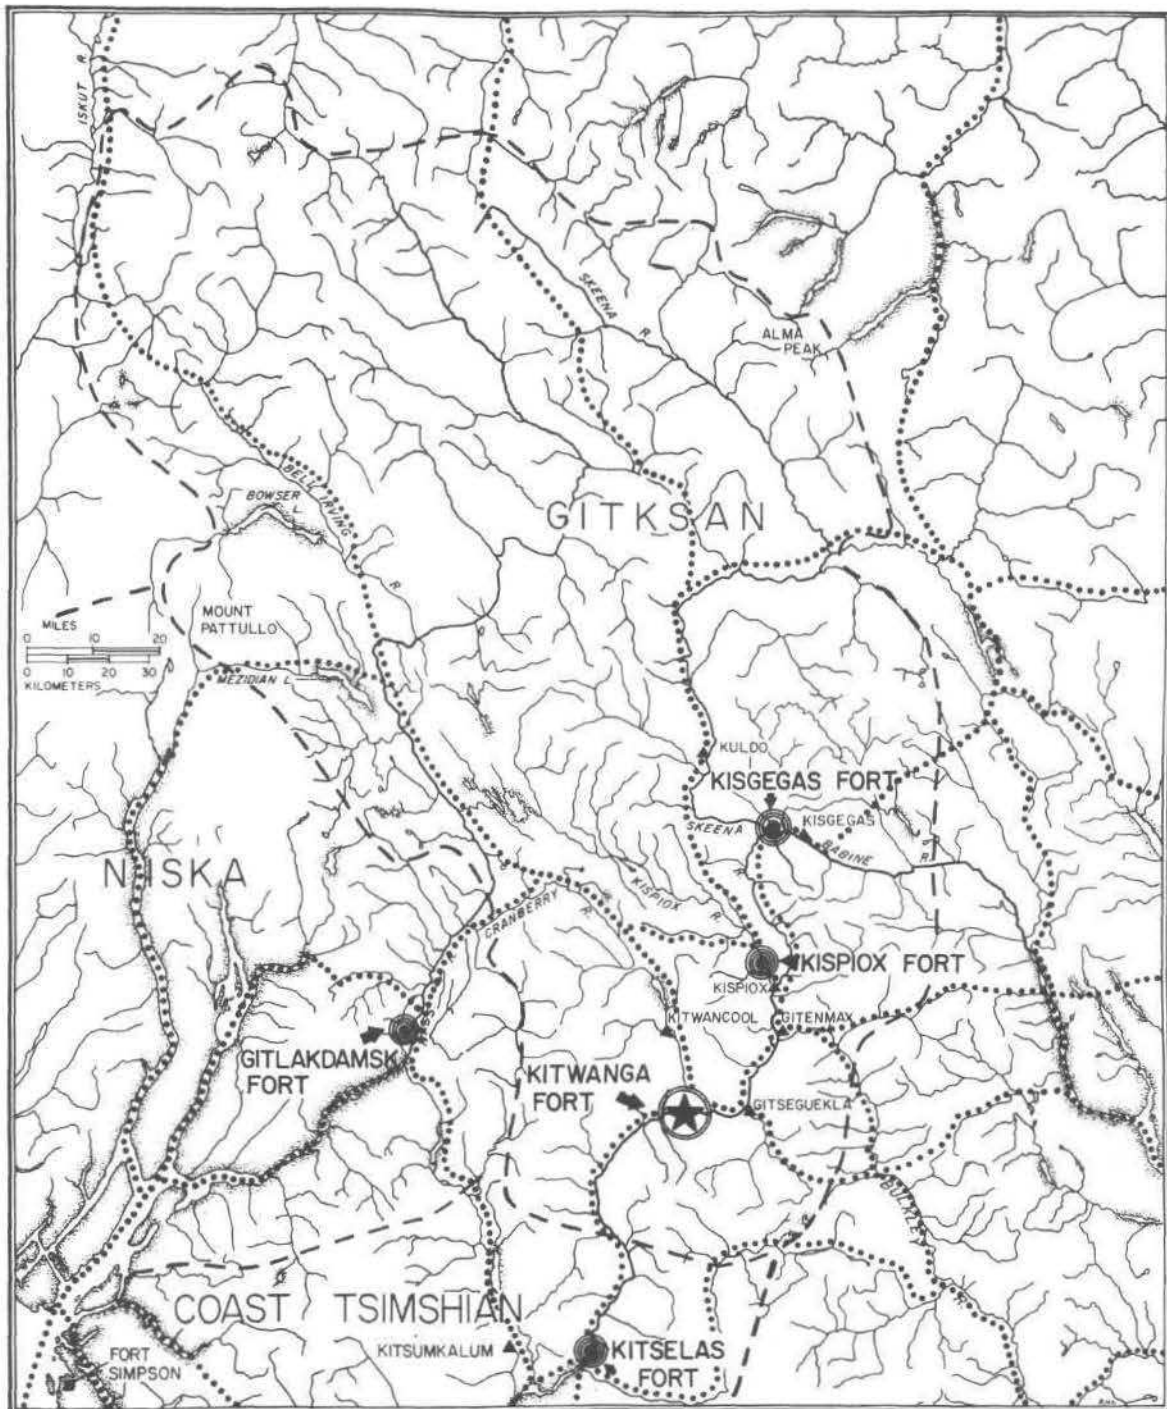 ISKUT R.
SKEENA R.
ALMA
PEAK
BELL IRVING R.
BOWSER
L.
GITKSAN
MOUNT
PATTULLO
MILES
0 10 20
0 10 20 30
KILOMETERS
MEZIDIAN L.
KULDO
KISGEGAS FORT
SKEENA R.
KISGEGAS
BABINE R.
NIISKA
KISPIOX R.
CRANBERRY R.
KISPIOX FORT
KISPIOX
NASS R.
KITWANCOOL
GITENMAX
GITLAKDAMSK
FORT
KITWANGA
FORT
GITSEGUEKLA
BULKLEY R.
COAST TSIMSHIAN
KITSUMKALUM
KITSELAS
FORT
FORT
SIMPSON